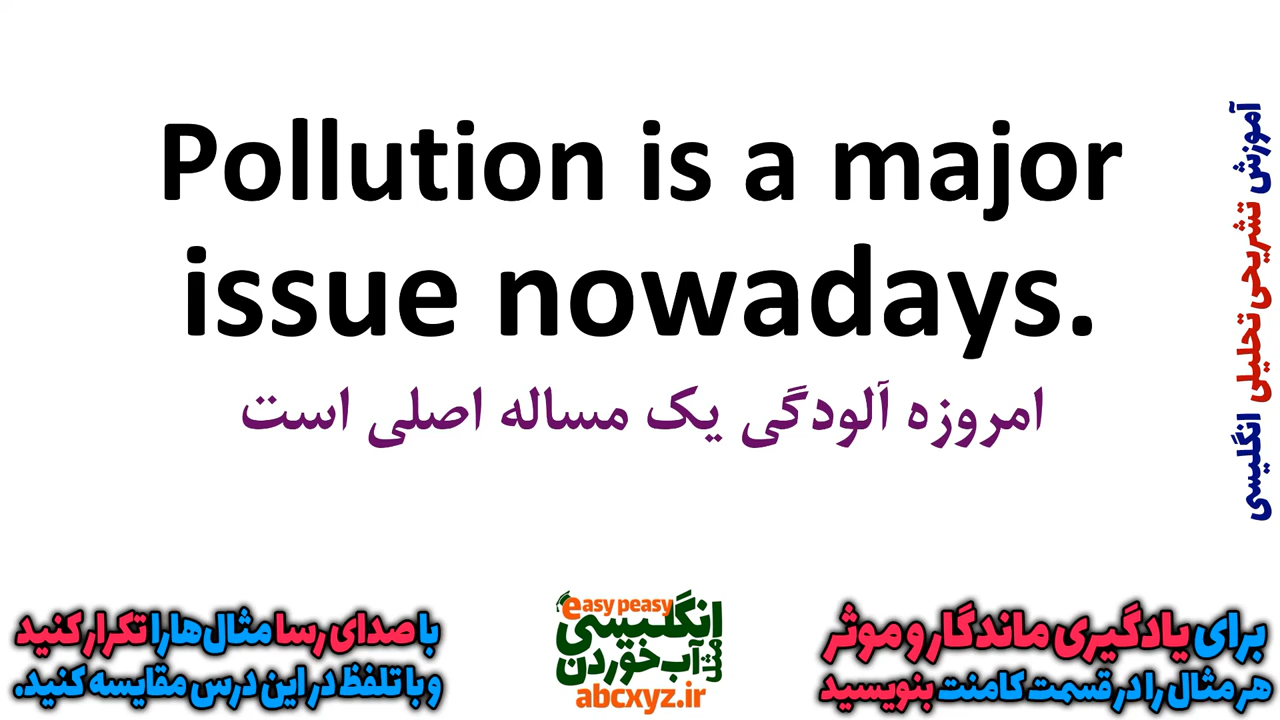 Pollution is a major
issue nowadays.
امروزه آلودگی یک مساله اصلی است
آموزش تشریحی تحلیلی انگلیسی
برای یادگیری ماندگار و موثر
هر مثال را در قسمت کامنت بنویسید
easy peasy
انگلیسی
مثل آب خوردن
abcxyz.ir
با صدای رسا مثال‌ها را تکرار کنید
و با تلفظ در این درس مقایسه کنید.